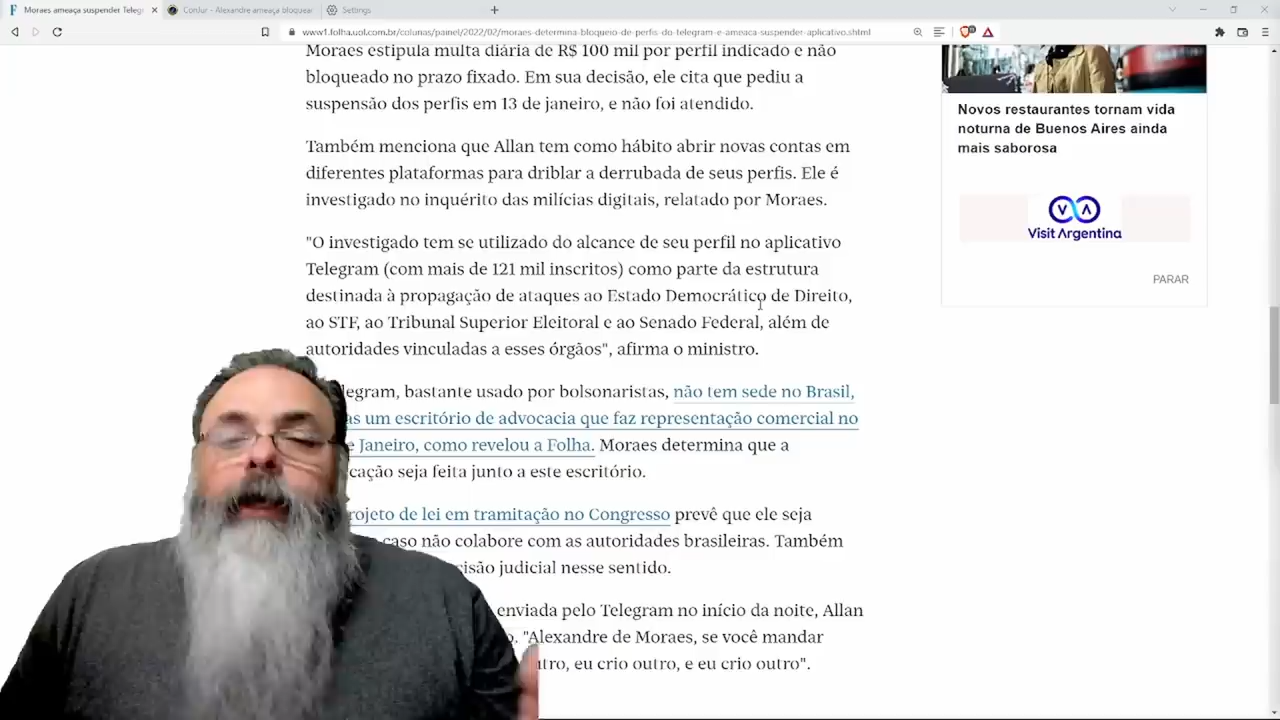 Moraes ameaça suspender Teleg
ConJur - Alexandre ameaça bloquear
Settings
www1.folha.uol.com.br/colunas/painel/2022/02/moraes-determina-bloqueio-de-perfis-do-telegram-e-ameaca-suspender-aplicativo.shtml
Moraes estipula multa diária de R$ 100 mil por perfil indicado e não
bloqueado no prazo fixado. Em sua decisão, ele cita que pediu a
suspensão dos perfis em 13 de janeiro, e não foi atendido.
Também menciona que Allan tem como hábito abrir novas contas em
diferentes plataformas para driblar a derrubada de seus perfis. Ele é
investigado no inquérito das milícias digitais, relatado por Moraes.
"O investigado tem se utilizado do alcance de seu perfil no aplicativo
Telegram (com mais de 121 mil inscritos) como parte da estrutura
destinada à propagação de ataques ao Estado Democrático de Direito,
ao STF, ao Tribunal Superior Eleitoral e ao Senado Federal, além de
autoridades vinculadas a esses órgãos", afirma o ministro.
legram, bastante usado por bolsonaristas, não tem sede no Brasil,
as um escritório de advocacia que faz representação comercial no
e Janeiro, como revelou a Folha. Moraes determina que a
cação seja feita junto a este escritório.
rojeto de lei em tramitação no Congresso prevê que ele seja
caso não colabore com as autoridades brasileiras. Também
cisão judicial nesse sentido.
enviada pelo Telegram no início da noite, Allan
o. "Alexandre de Moraes, se você mandar
utro, eu crio outro, e eu crio outro".
Novos restaurantes tornam vida
noturna de Buenos Aires ainda
mais saborosa
VA
Visit Argentina
PARAR